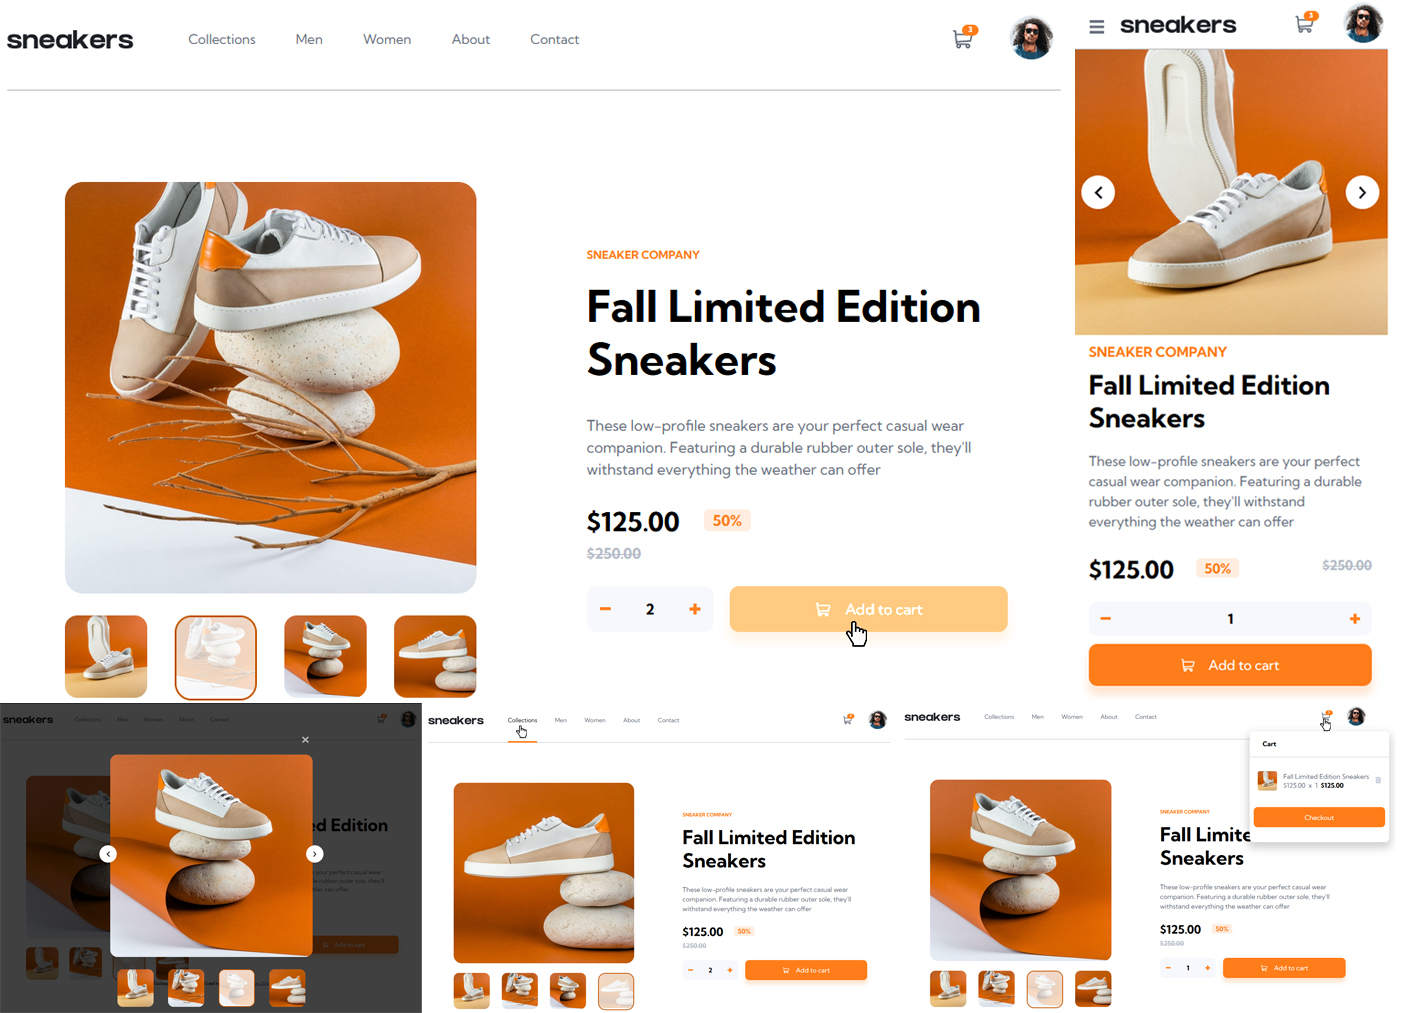 sneakers
Collections Men Women About Contact
3
SNEAKER COMPANY
Fall Limited Edition
Sneakers
These low-profile sneakers are your perfect casual wear
companion. Featuring a durable rubber outer sole, they'll
withstand everything the weather can offer
$125.00 50%
$250.00
2
Add to cart
sneakers
3
SNEAKER COMPANY
Fall Limited Edition
Sneakers
These low-profile sneakers are your perfect
casual wear companion. Featuring a durable
rubber outer sole, they'll withstand
everything the weather can offer
$125.00 50% $250.00
1
Add to cart
sneakers
Collections Men Women About Contact
ed Edition
Add to cart
sneakers
Collections Men Women About Contact
SNEAKER COMPANY
Fall Limited Edition
Sneakers
These low-profile sneakers are your perfect casual wear
companion. Featuring a durable rubber outer sole, they'll
withstand everything the weather can offer
$125.00 50%
$250.00
2
Add to cart
sneakers
Collections Men Women About Contact
Cart
Fall Limited Edition Sneakers
$125.00 x 1 $125.00
Checkout
SNEAKER COMPANY
Fall Limite
Sneakers
These low-profile sneakers are your perfect casual wear
companion. Featuring a durable rubber outer sole, they'll
withstand everything the weather can offer
$125.00 50%
$250.00
1
Add to cart